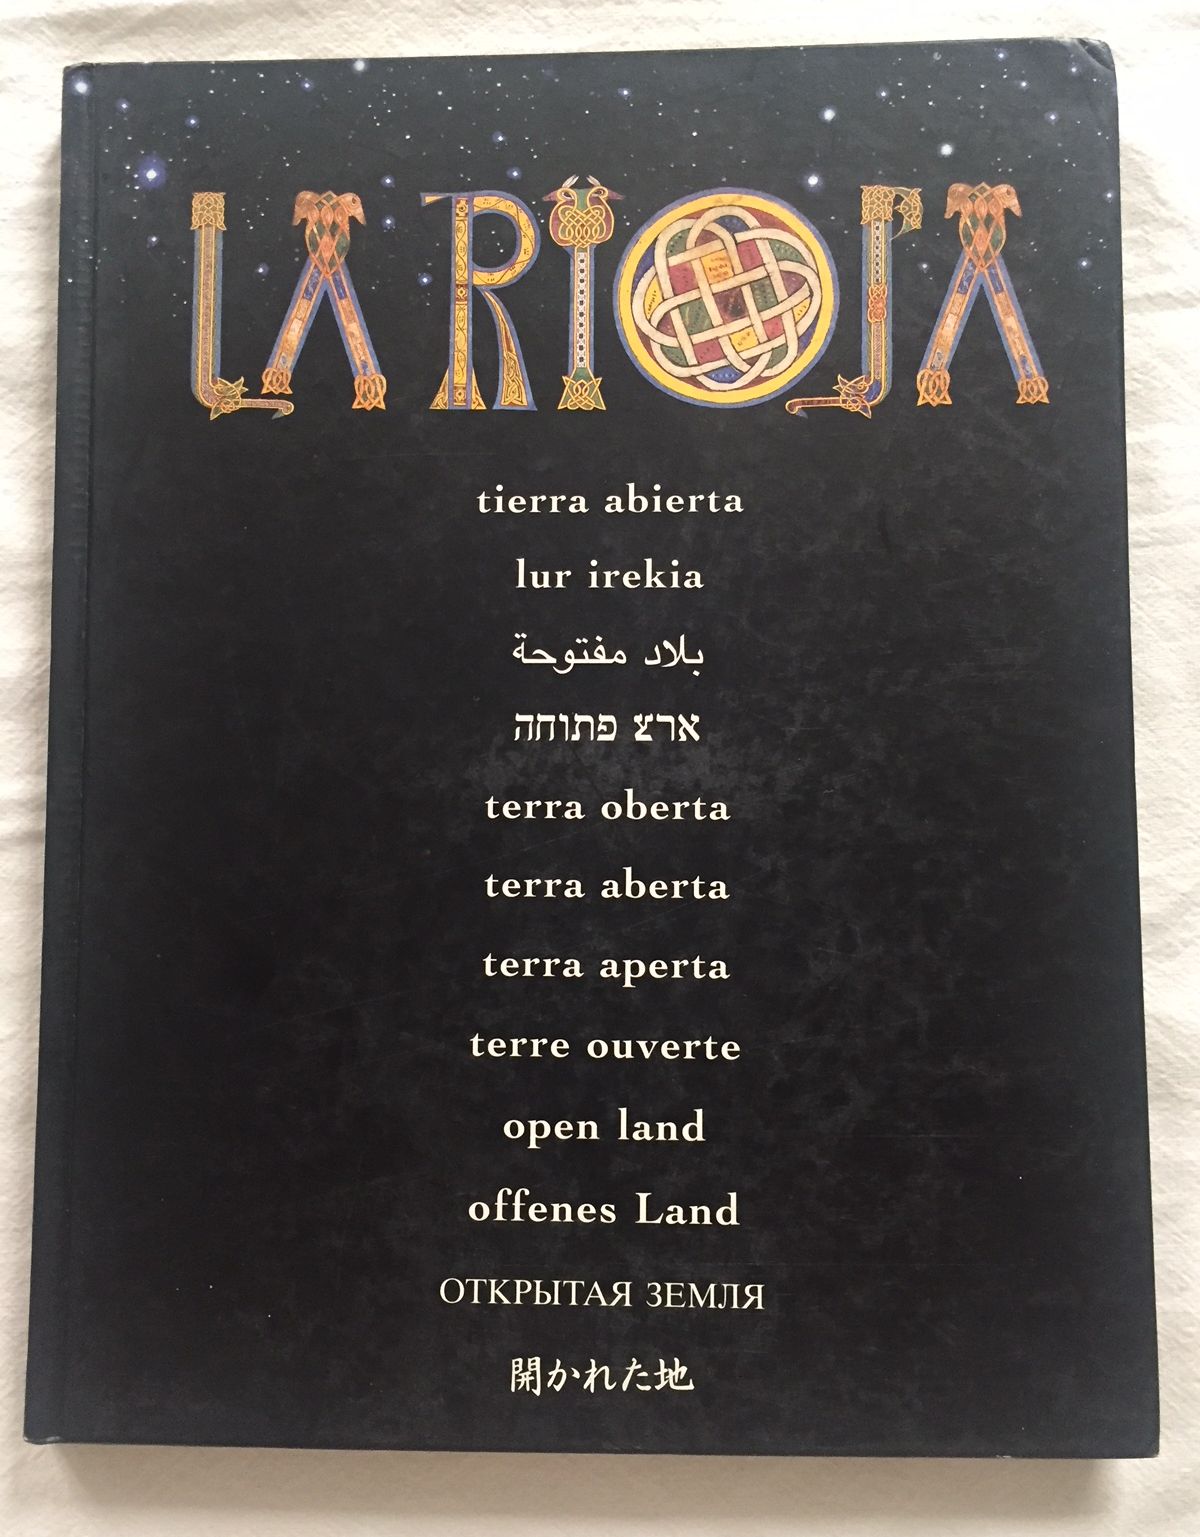 LA RIOJA
tierra abierta
lur irekia
بلاد مفتوحة
ארצ פתוחה
terra oberta
terra aberta
terra aperta
terre ouverte
open land
offenes Land
ОТКРЫТАЯ ЗЕМЛЯ
開かれた地